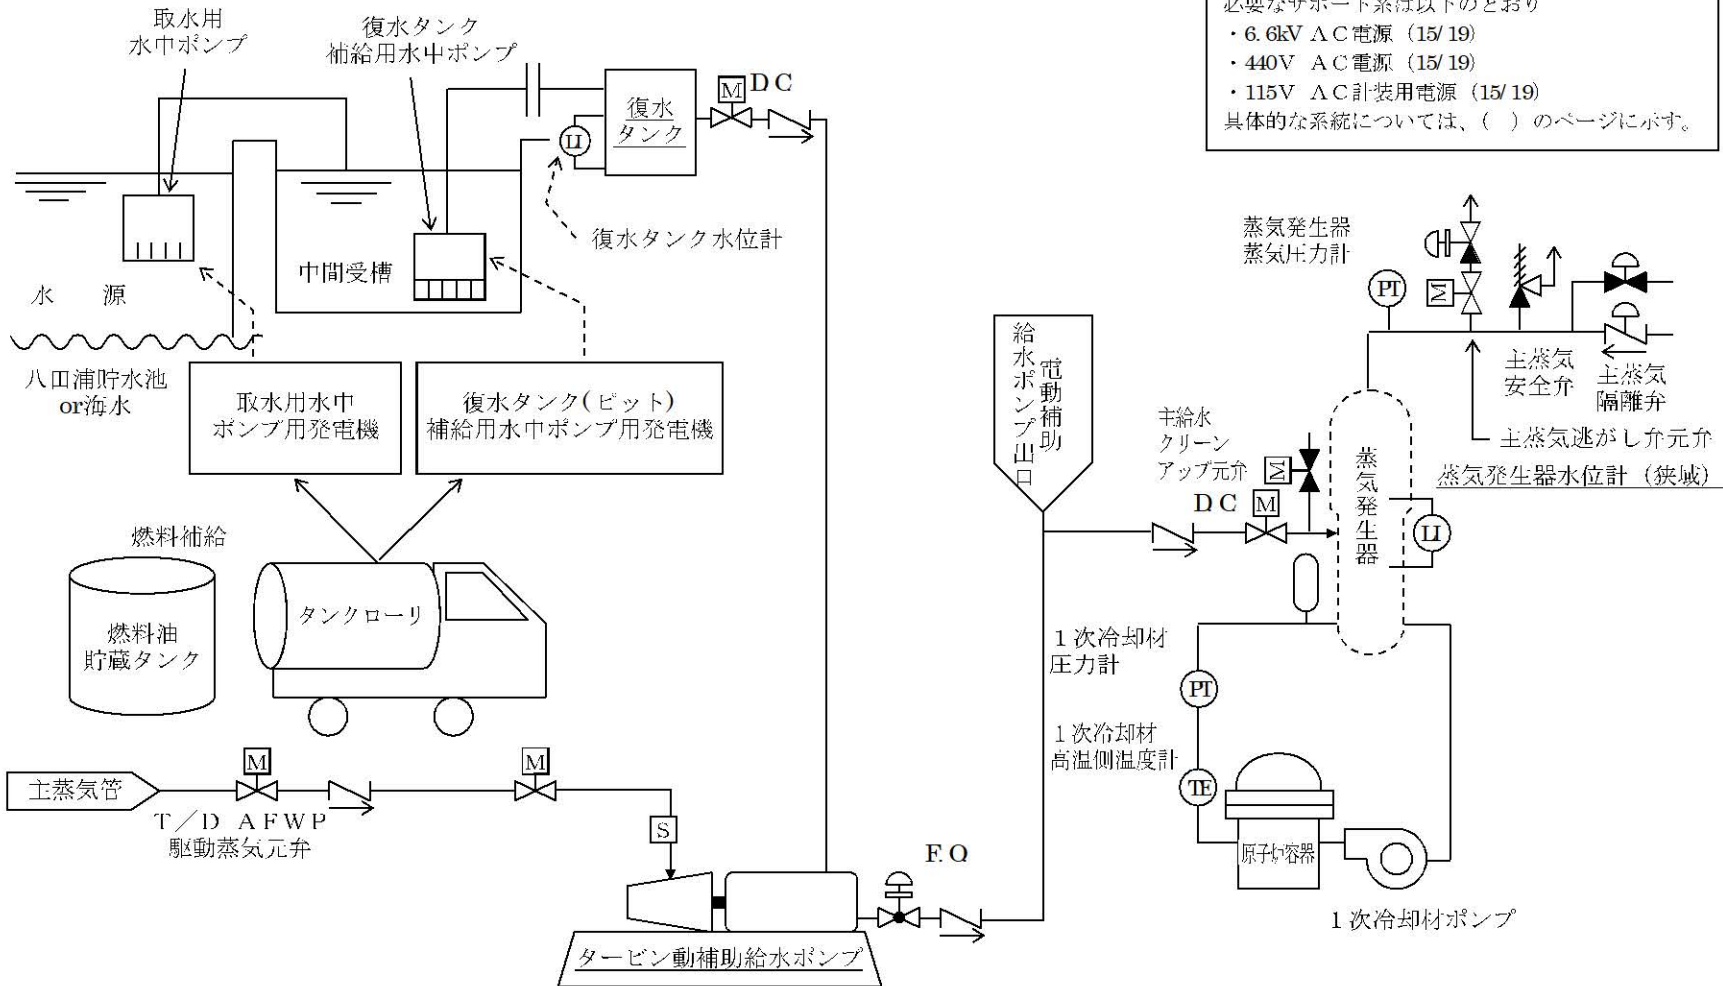 必要なサポート系は以下のとおり
・6.6kV AC電源 (15/19)
・440V AC電源 (15/19)
・115V AC計装用電源 (15/19)
具体的な系統については、( )のページに示す。
取水用
水中ポンプ
復水タンク
補給用水中ポンプ
復水
タンク
M
DC
LI
復水タンク水位計
中間受槽
水 源
八田浦貯水池
or海水
取水用水中
ポンプ用発電機
復水タンク(ピット)
補給用水中ポンプ用発電機
燃料補給
燃料油
貯蔵タンク
タンクローリ
主蒸気管
M
T/D AFWP
駆動蒸気元弁
M
S
タービン動補助給水ポンプ
F.O
電動補助
給水ポンプ出口
蒸気発生器
蒸気圧力計
PT
M
主蒸気
安全弁
主蒸気
隔離弁
主蒸気逃がし弁元弁
蒸気発生器水位計 (狭域)
主給水
クリーン
アップ元弁
M
DC
M
蒸気発生器
LI
1次冷却材
圧力計
PT
1次冷却材
高温側温度計
TE
原子炉容器
1次冷却材ポンプ